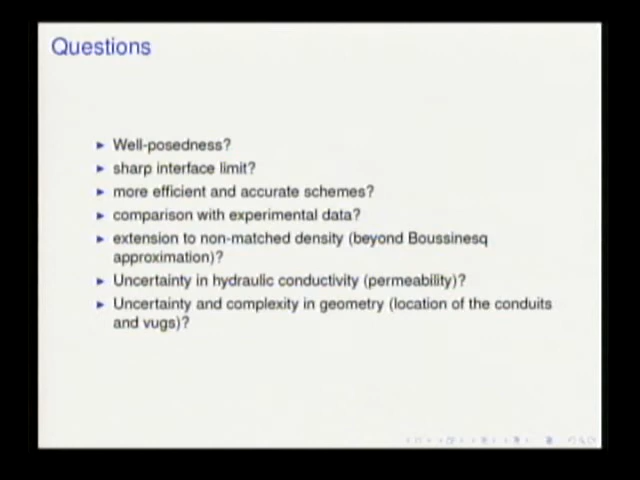 Questions
Well-posedness?
sharp interface limit?
more efficient and accurate schemes?
comparison with experimental data?
extension to non-matched density (beyond Boussinesq
approximation)?
Uncertainty in hydraulic conductivity (permeability)?
Uncertainty and complexity in geometry (location of the conduits
and vugs)?